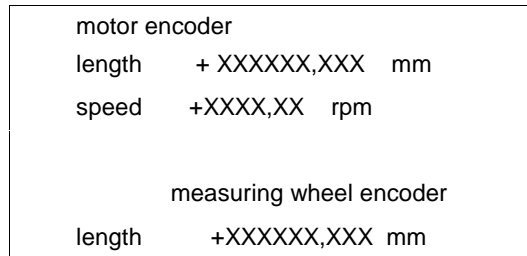 motor encoder
length + XXXXXX,XXX mm
speed +XXXX,XX rpm
measuring wheel encoder
length +XXXXXX,XXX mm